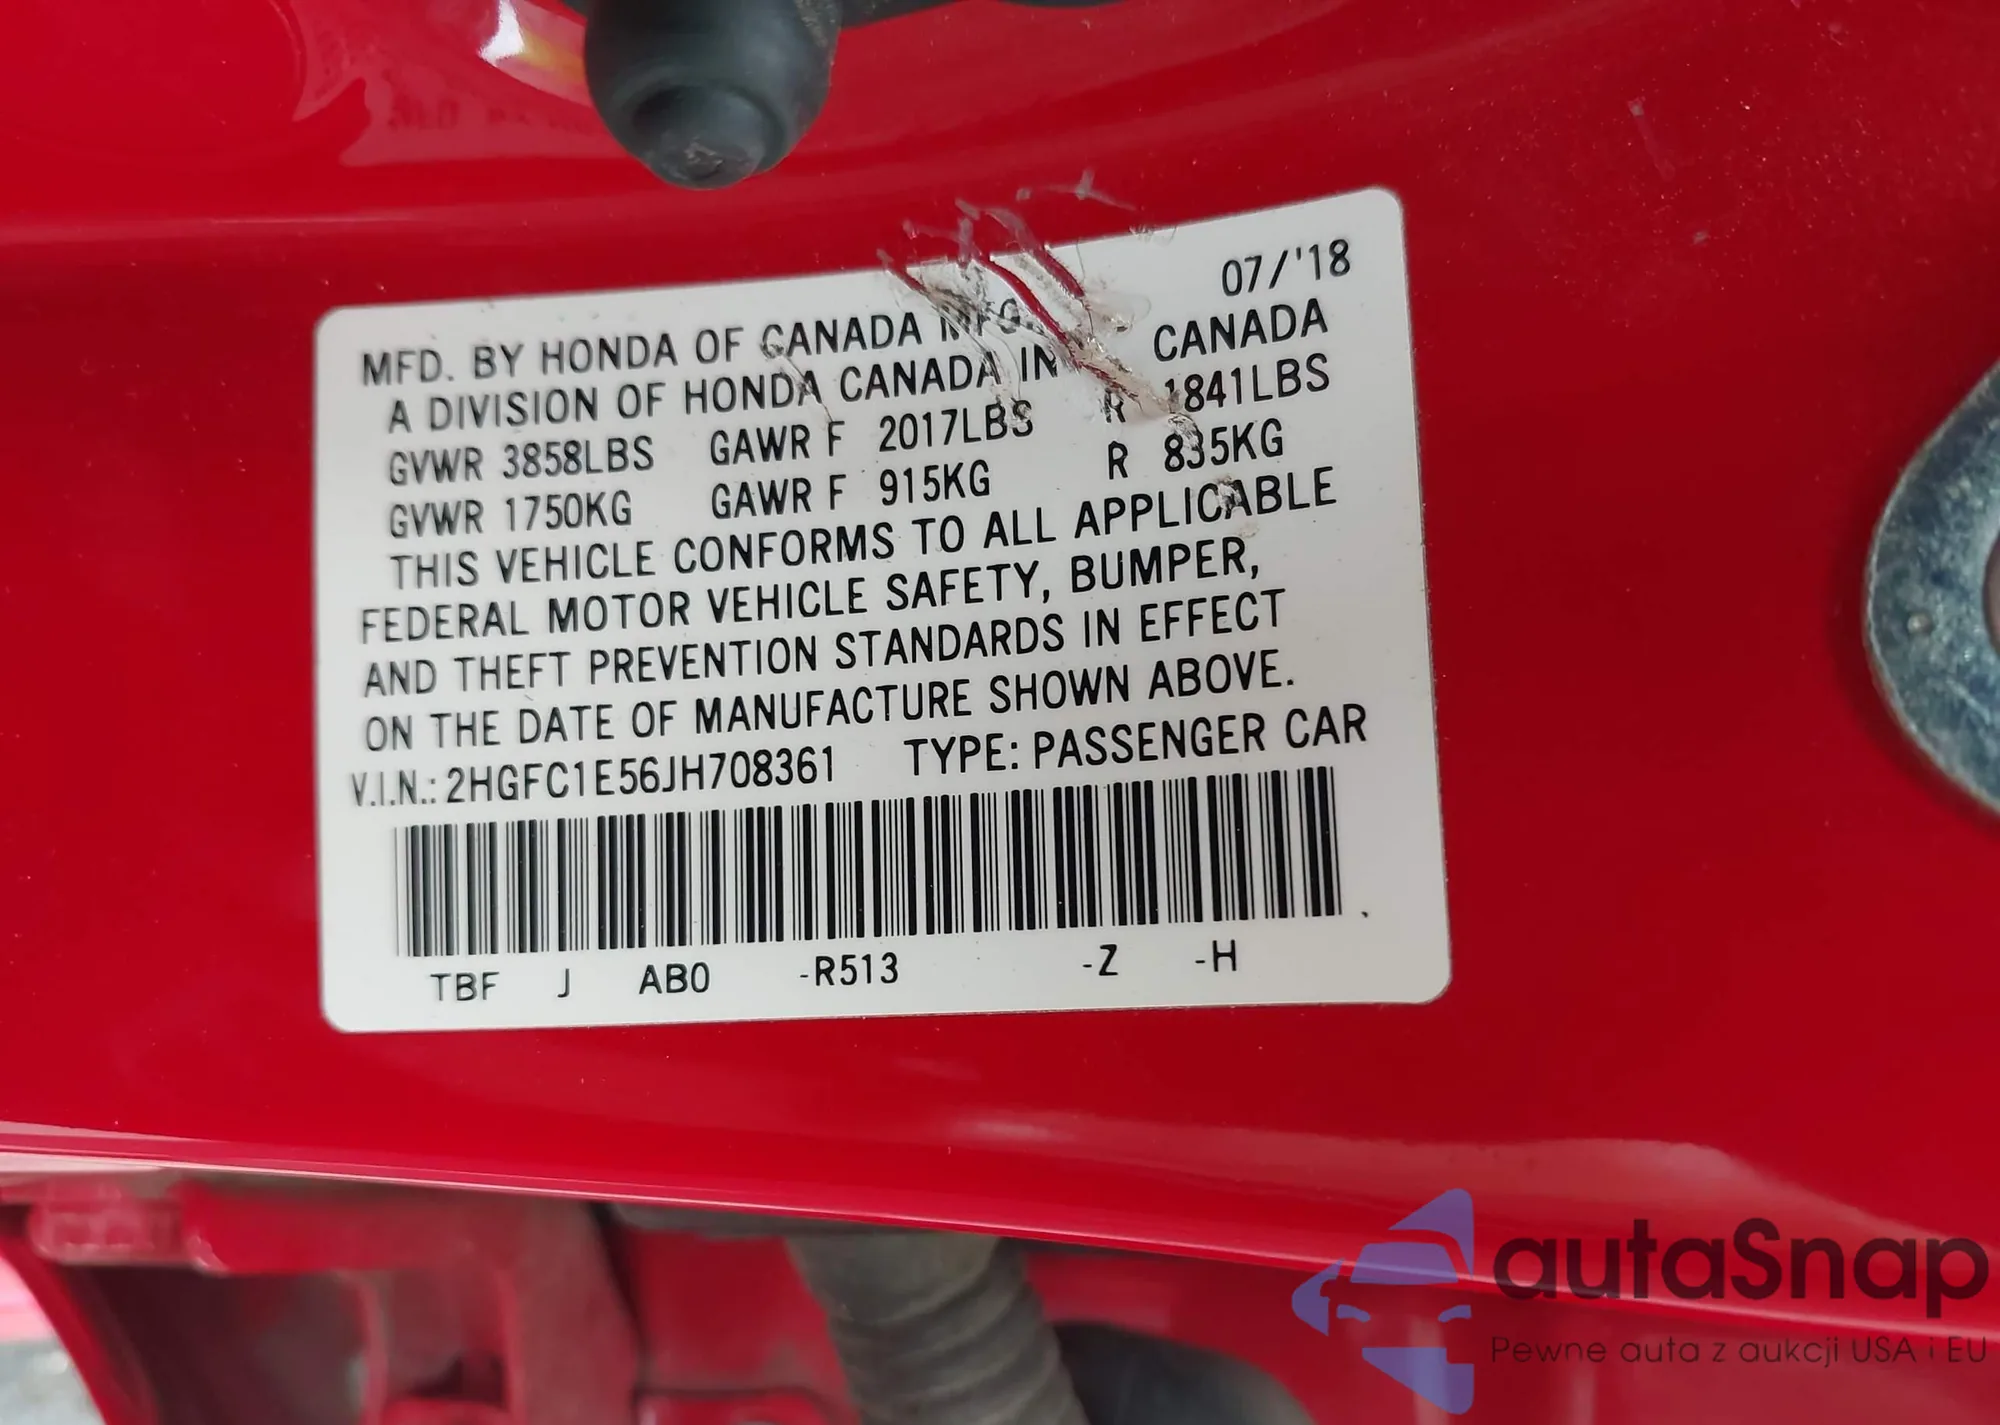 07/'18
MFD. BY HONDA OF CANADA MFG. CANADA
A DIVISION OF HONDA CANADA IN
GVWR 3858LBS GAWR F 2017LBS R 1841LBS
GVWR 1750KG GAWR F 915KG R 835KG
THIS VEHICLE CONFORMS TO ALL APPLICABLE
FEDERAL MOTOR VEHICLE SAFETY, BUMPER,
AND THEFT PREVENTION STANDARDS IN EFFECT
ON THE DATE OF MANUFACTURE SHOWN ABOVE.
V.I.N.: 2HGFC1E56JH708361 TYPE: PASSENGER CAR
TBF J AB0 -R513 -Z -H
autaSnap
Pewne auta z aukcji USA i EU